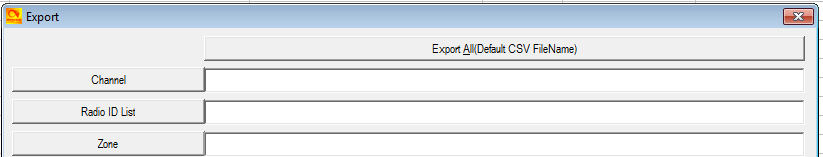 Export
Export All(Default CSV FileName)
Channel
Radio ID List
Zone